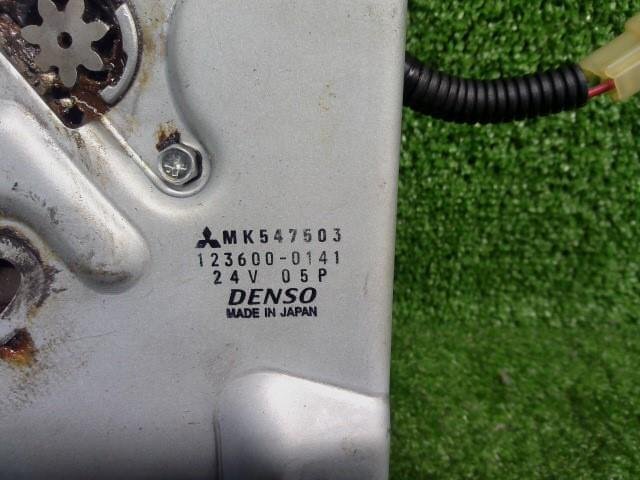 MK547503
123600-0141
24V 05P
DENSO
MADE IN JAPAN